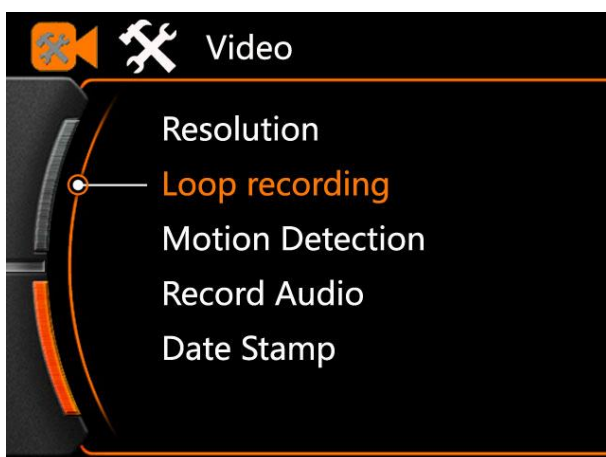 Video
Resolution
Loop recording
Motion Detection
Record Audio
Date Stamp